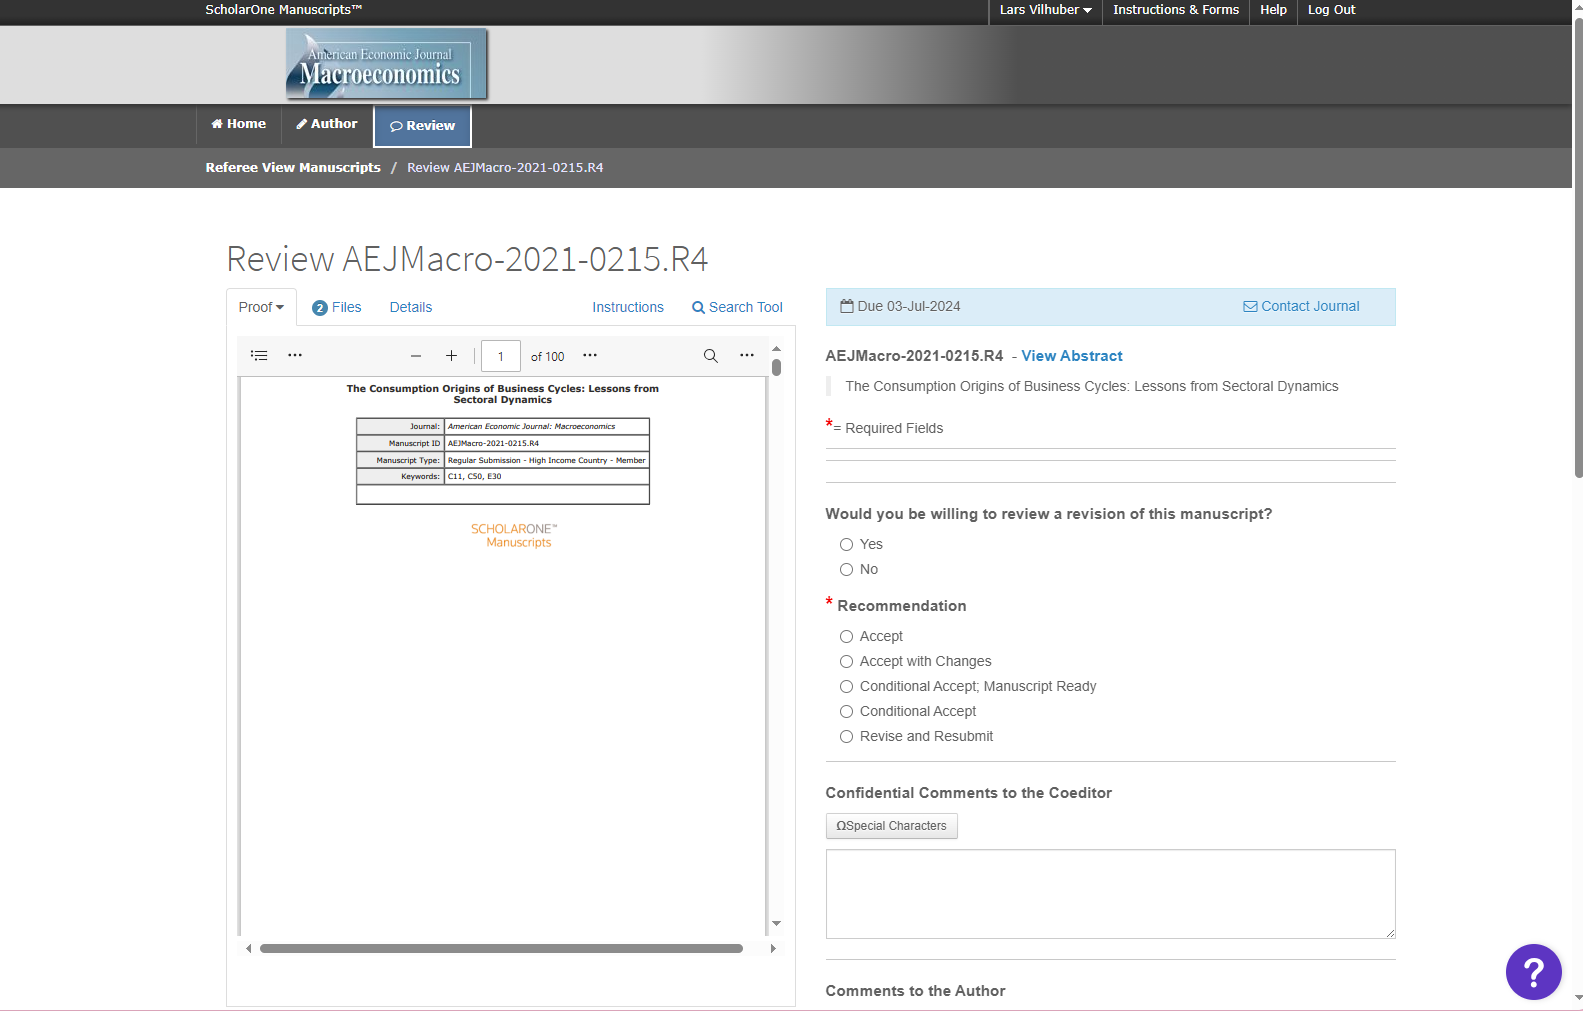 ScholarOne Manuscripts™
Lars Vilhuber
Instructions & Forms
Help
Log Out
American Economic Journal
Macroeconomics
Home
Author
Review
Referee View Manuscripts / Review AEJMacro-2021-0215.R4
Review AEJMacro-2021-0215.R4
Proof
2 Files
Details
Instructions
Search Tool
1 of 100
The Consumption Origins of Business Cycles: Lessons from
Sectoral Dynamics
Journal: American Economic Journal: Macroeconomics
Manuscript ID AEJMacro-2021-0215.R4
Manuscript Type: Regular Submission - High Income Country - Member
Keywords: C11, C50, E30
SCHOLARONE™
Manuscripts
Due 03-Jul-2024
Contact Journal
AEJMacro-2021-0215.R4 - View Abstract
The Consumption Origins of Business Cycles: Lessons from Sectoral Dynamics
*= Required Fields
Would you be willing to review a revision of this manuscript?
Yes
No
* Recommendation
Accept
Accept with Changes
Conditional Accept; Manuscript Ready
Conditional Accept
Revise and Resubmit
Confidential Comments to the Coeditor
ΩSpecial Characters
Comments to the Author
?